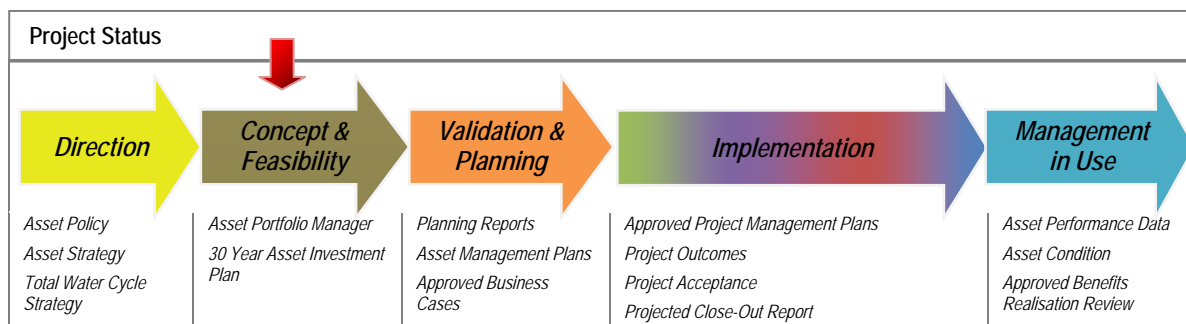 Project Status
Direction
Concept &
Feasibility
Validation &
Planning
Implementation
Management
in Use
Asset Policy
Asset Strategy
Total Water Cycle
Strategy
Asset Portfolio Manager
30 Year Asset Investment
Plan
Planning Reports
Asset Management Plans
Approved Business
Cases
Approved Project Management Plans
Project Outcomes
Project Acceptance
Projected Close-Out Report
Asset Performance Data
Asset Condition
Approved Benefits
Realisation Review